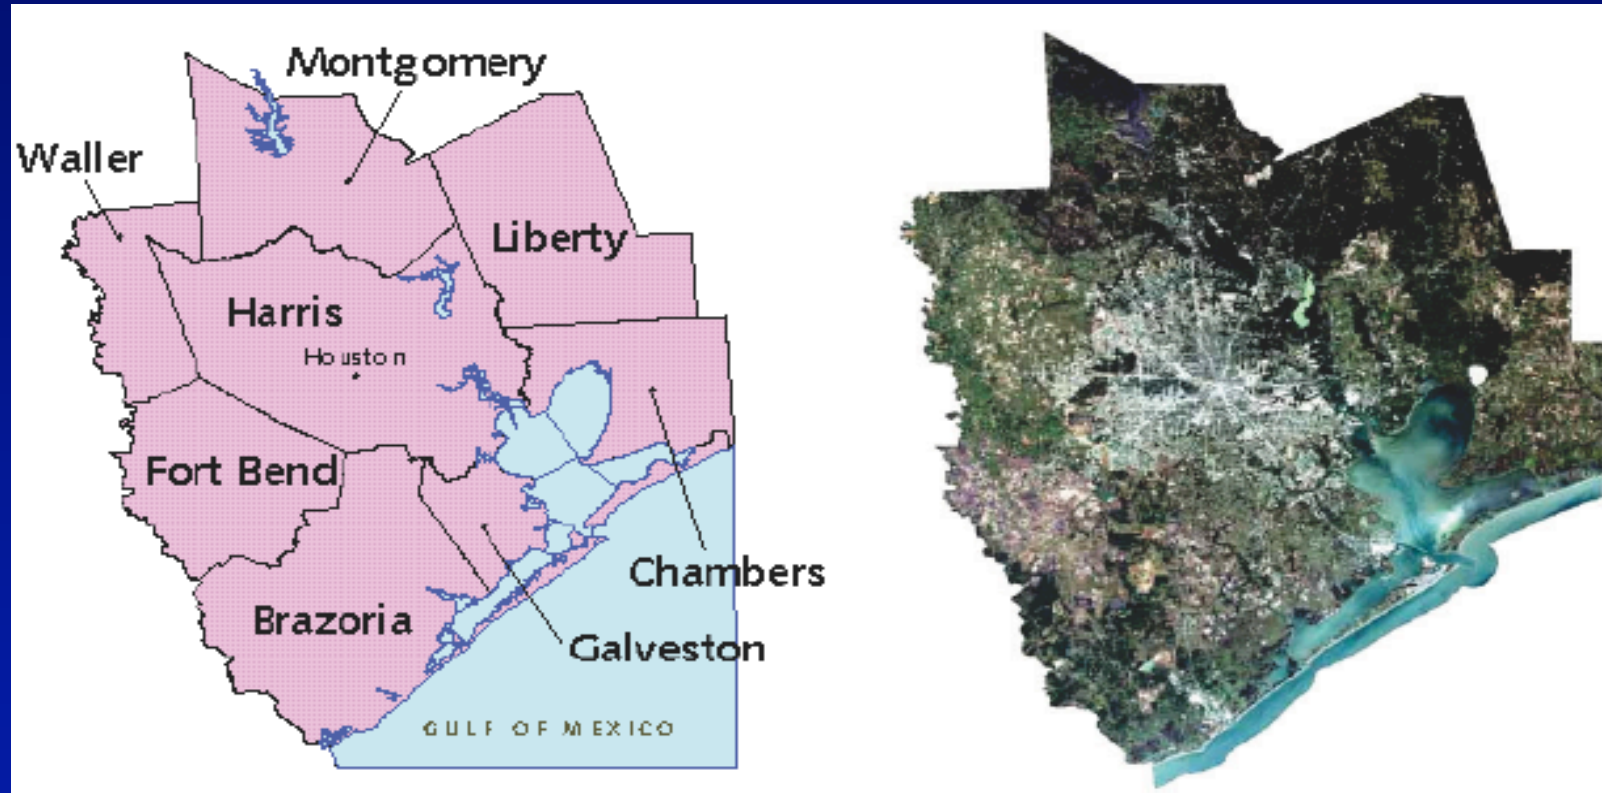 Montgomery
Waller
Liberty
Harris
Houston
Fort Bend
Chambers
Brazoria
Galveston
GULF OF MEXICO